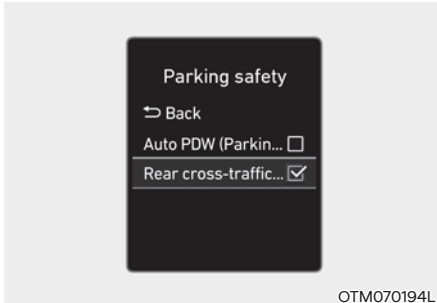 Parking safety
Back
Auto PDW (Parkin...
Rear cross-traffic...
OTM070194L